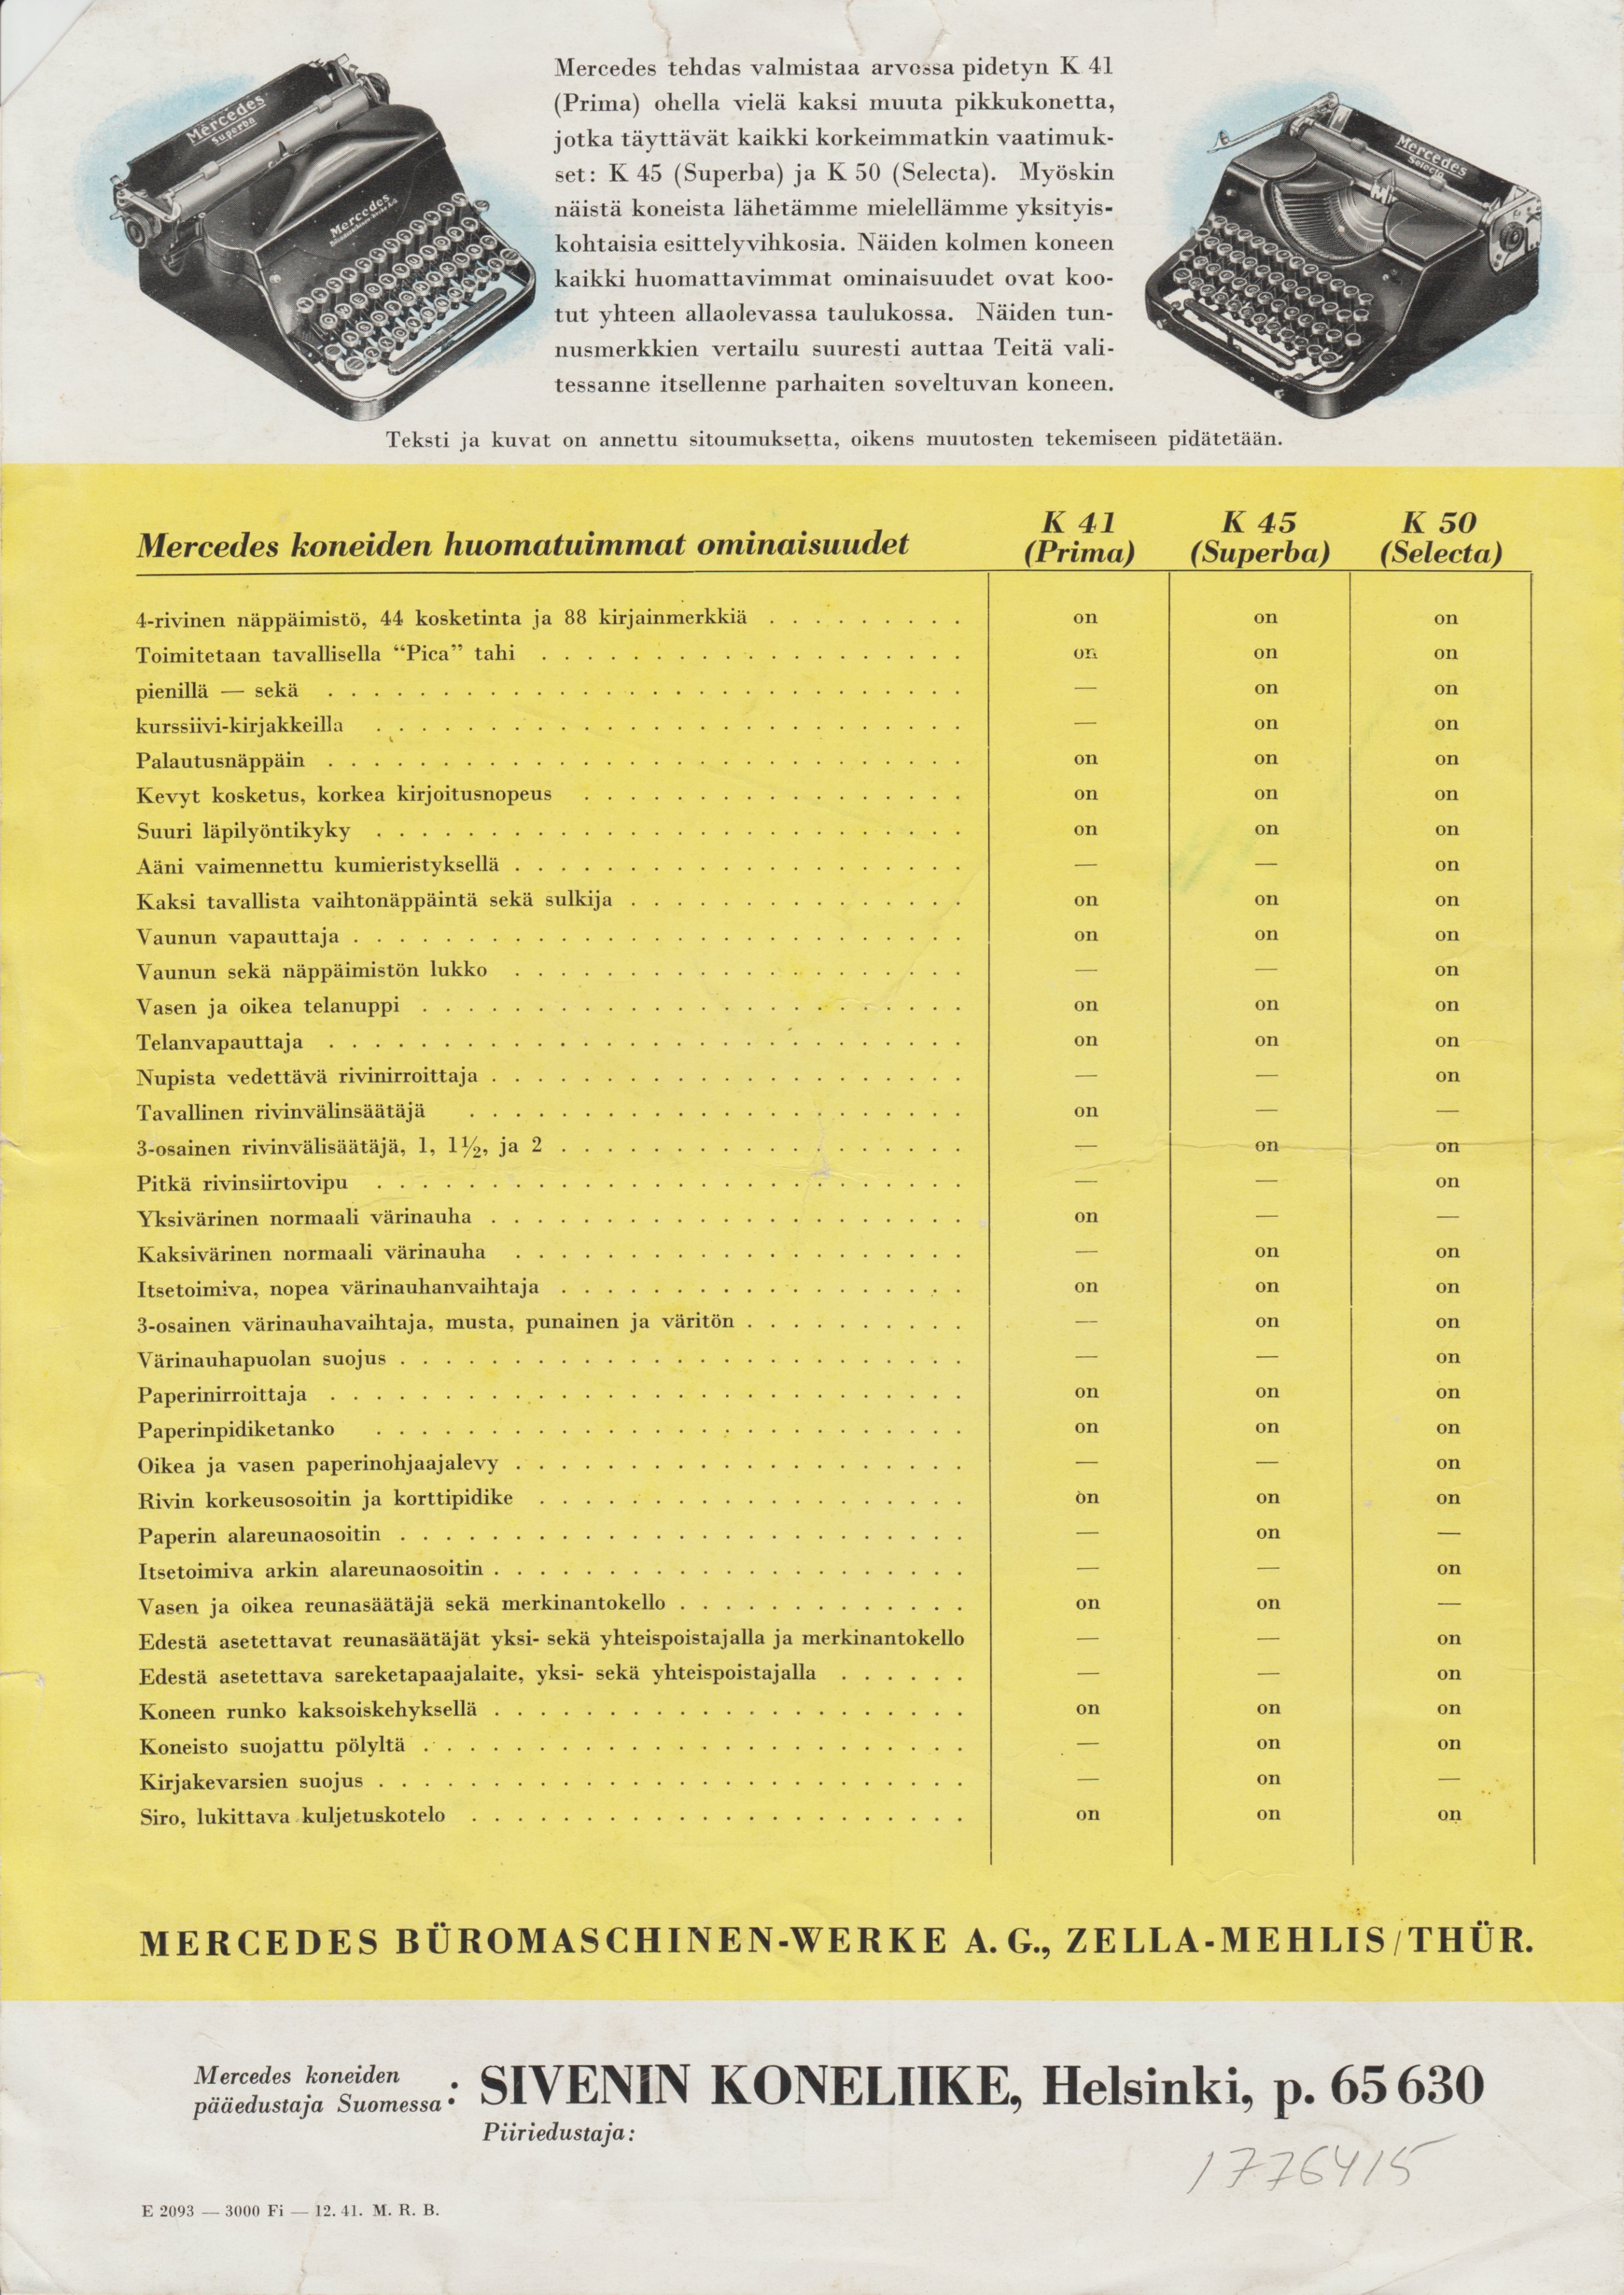 Mercedes
Superba
Mercedes
Mercedes
Selecta
Mercedes tehdas valmistaa arvossa pidetyn K 41
(Prima) ohella vielä kaksi muuta pikkukonetta,
jotka täyttävät kaikki korkeimmatkin vaatimuk-
set: K 45 (Superba) ja K 50 (Selecta). Myöskin
näistä koneista lähetämme mielellämme yksityis-
kohtaisia esittelyvihkosia. Näiden kolmen koneen
kaikki huomattavimmat ominaisuudet ovat koo-
tut yhteen allaolevassa taulukossa. Näiden tun-
nusmerkkien vertailu suuresti auttaa Teitä vali-
tessanne itsellenne parhaiten soveltuvan koneen.
Teksti ja kuvat on annettu sitoumuksetta, oikens muutosten tekemiseen pidätetään.
Mercedes koneiden huomatuimmat ominaisuudet K 41 (Prima) K 45 (Superba) K 50 (Selecta)
4-rivinen näppäimistö, 44 kosketinta ja 88 kirjainmerkkiä . . . . . . . . . on on on
Toimitetaan tavallisella “Pica” tahi . . . . . . . . . on on on
pienillä — sekä . . . . . . . . . — on on
kurssiivi-kirjakkeilla . . . . . . . . . — on on
Palautusnäppäin . . . . . . . . . on on on
Kevyt kosketus, korkea kirjoitusnopeus . . . . . . . . . on on on
Suuri läpilyöntikyky . . . . . . . . . on on on
Aäni vaimennettu kumieristyksellä . . . . . . . . . — — on
Kaksi tavallista vaihtonäppäintä sekä sulkija . . . . . . . . . on on on
Vaunun vapauttaja . . . . . . . . . on on on
Vaunun sekä näppäimistön lukko . . . . . . . . . — — on
Vasen ja oikea telanuppi . . . . . . . . . on on on
Telanvapauttaja . . . . . . . . . on on on
Nupista vedettävä rivinirroittaja . . . . . . . . . — — on
Tavallinen rivinvälinsäätäjä . . . . . . . . . on — —
3-osainen rivinvälisäätäjä, 1, 1½, ja 2 . . . . . . . . . — on on
Pitkä rivinsiirtovipu . . . . . . . . . — — on
Yksivärinen normaali värinauha . . . . . . . . . on — —
Kaksivärinen normaali värinauha . . . . . . . . . — on on
Itsetoimiva, nopea värinauhanvaihtaja . . . . . . . . . on on on
3-osainen värinauhavaihtaja, musta, punainen ja väritön . . . . . . . . . — on on
Värinauhapuolan suojus . . . . . . . . . — — on
Paperinirroittaja . . . . . . . . . on on on
Paperinpidiketanko . . . . . . . . . on on on
Oikea ja vasen paperinohjaajalevy . . . . . . . . . — — on
Rivin korkeusosoitin ja korttipidike . . . . . . . . . on on on
Paperin alareunaosoitin . . . . . . . . . — on —
Itsetoimiva arkin alareunaosoitin . . . . . . . . . — — on
Vasen ja oikea reunasäätäjä sekä merkinantokello . . . . . . . . . on on —
Edestä asetettavat reunasäätäjät yksi- sekä yhteispoistajalla ja merkinantokello — — on
Edestä asetettava sareketapaajalaite, yksi- sekä yhteispoistajalla . . . . . . — — on
Koneen runko kaksoiskehyksellä . . . . . . . . . on on on
Koneisto suojattu pölyltä . . . . . . . . . — on on
Kirjakevarsien suojus . . . . . . . . . — on —
Siro, lukittava kuljetuskotelo . . . . . . . . . on on on
MERCEDES BÜROMASCHINEN-WERKE A. G., ZELLA-MEHLIS/THÜR.
Mercedes koneiden
pääedustaja Suomessa: SIVENIN KONELIIKE, Helsinki, p. 65 630
Piiriedustaja:
1776415
E 2093 — 3000 Fi — 12. 41. M. R. B.